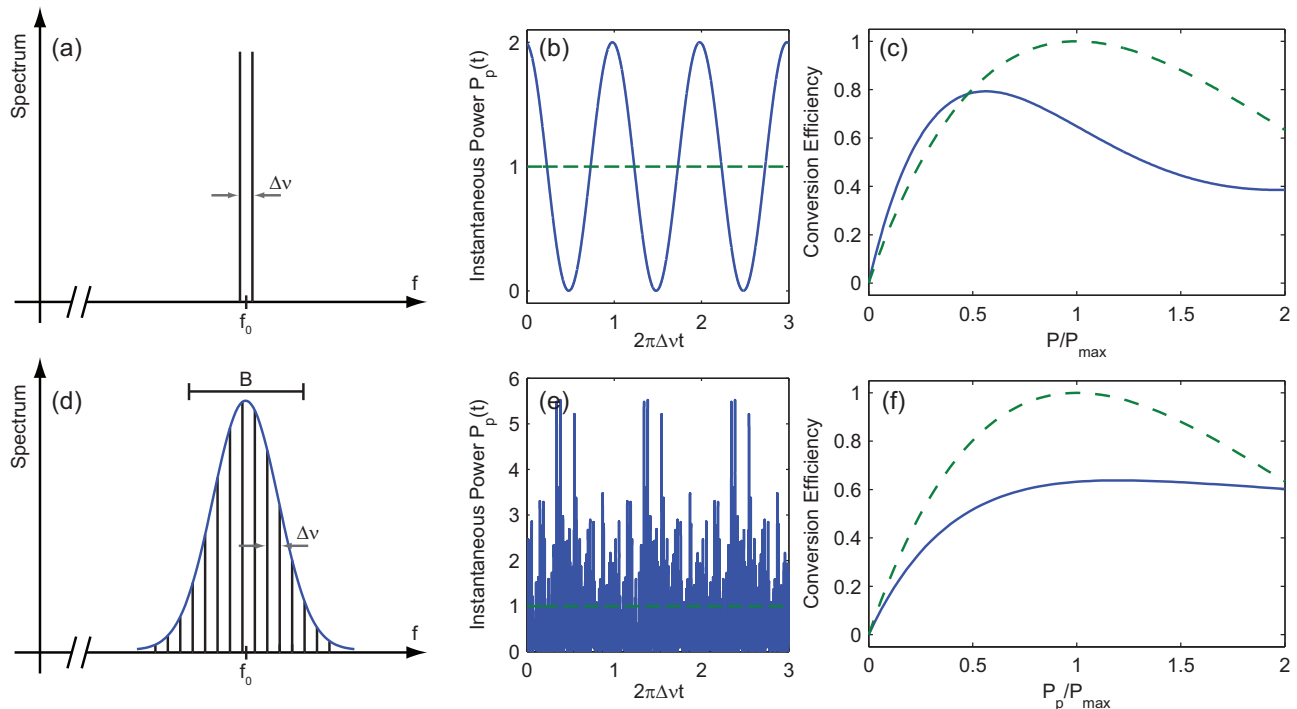 (a)
Spectrum
Δν
f
f₀
(b)
Instantaneous Power Pₚ(t)
2
1
0
0 1 2 3
2πΔνt
(c)
Conversion Efficiency
1
0.8
0.6
0.4
0.2
0
0 0.5 1 1.5 2
P/Pₘₐₓ
(d)
Spectrum
B
Δν
f
f₀
(e)
Instantaneous Power Pₚ(t)
6
5
4
3
2
1
0
0 1 2 3
2πΔνt
(f)
Conversion Efficiency
1
0.8
0.6
0.4
0.2
0
0 0.5 1 1.5 2
Pₚ/Pₘₐₓ